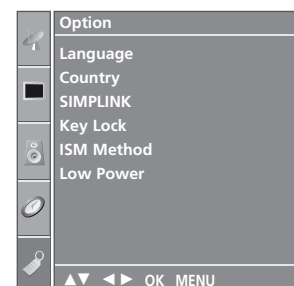 Option
Language
Country
SIMPLINK
Key Lock
ISM Method
Low Power
▲▼ ◄► OK MENU